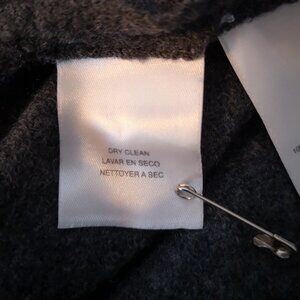 DRY CLEAN
LAVAR EN SECO
NETTOYER A SEC